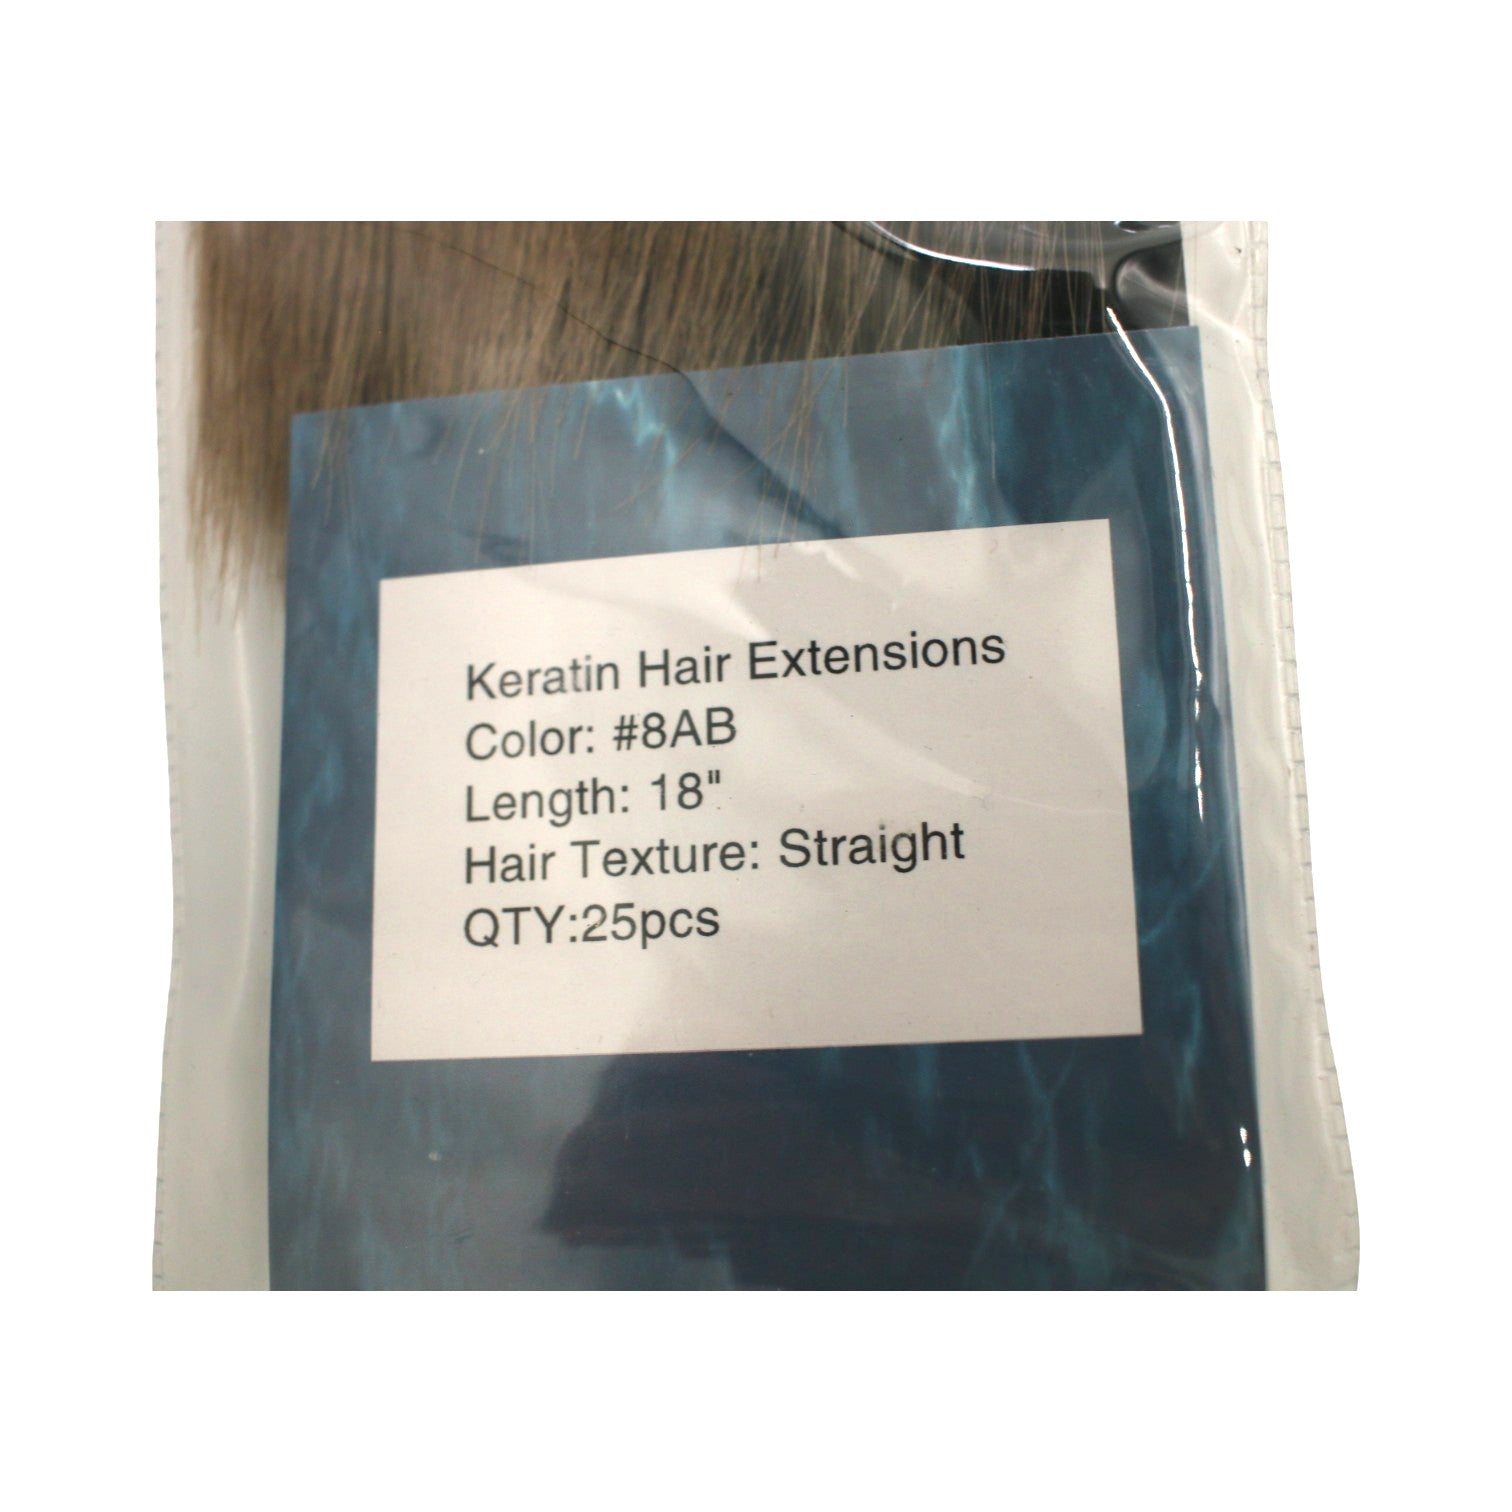 Keratin Hair Extensions
Color: #8AB
Length: 18"
Hair Texture: Straight
QTY:25pcs